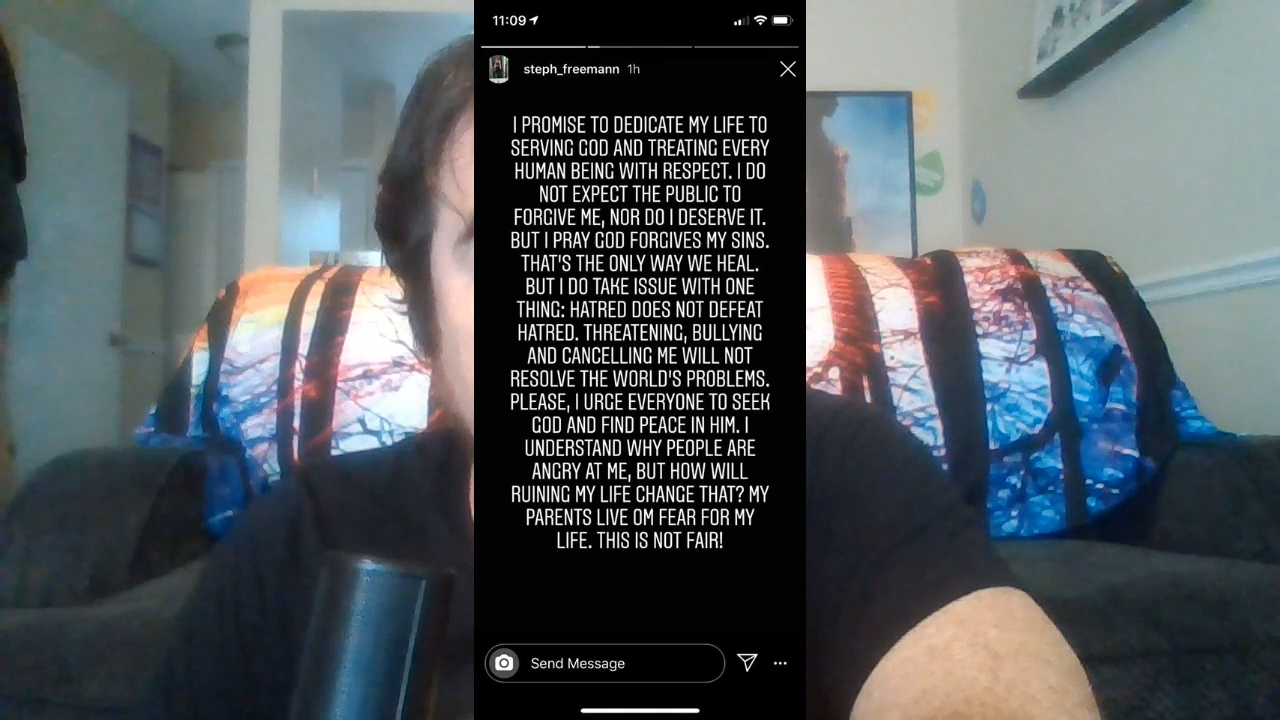 11:09
steph_freemann 1h
I PROMISE TO DEDICATE MY LIFE TO
SERVING GOD AND TREATING EVERY
HUMAN BEING WITH RESPECT. I DO
NOT EXPECT THE PUBLIC TO
FORGIVE ME, NOR DO I DESERVE IT.
BUT I PRAY GOD FORGIVES MY SINS.
THAT'S THE ONLY WAY WE HEAL.
BUT I DO TAKE ISSUE WITH ONE
THING: HATRED DOES NOT DEFEAT
HATRED. THREATENING, BULLYING
AND CANCELLING ME WILL NOT
RESOLVE THE WORLD'S PROBLEMS.
PLEASE, I URGE EVERYONE TO SEEK
GOD AND FIND PEACE IN HIM. I
UNDERSTAND WHY PEOPLE ARE
ANGRY AT ME, BUT HOW WILL
RUINING MY LIFE CHANGE THAT? MY
PARENTS LIVE OM FEAR FOR MY
LIFE. THIS IS NOT FAIR!
Send Message